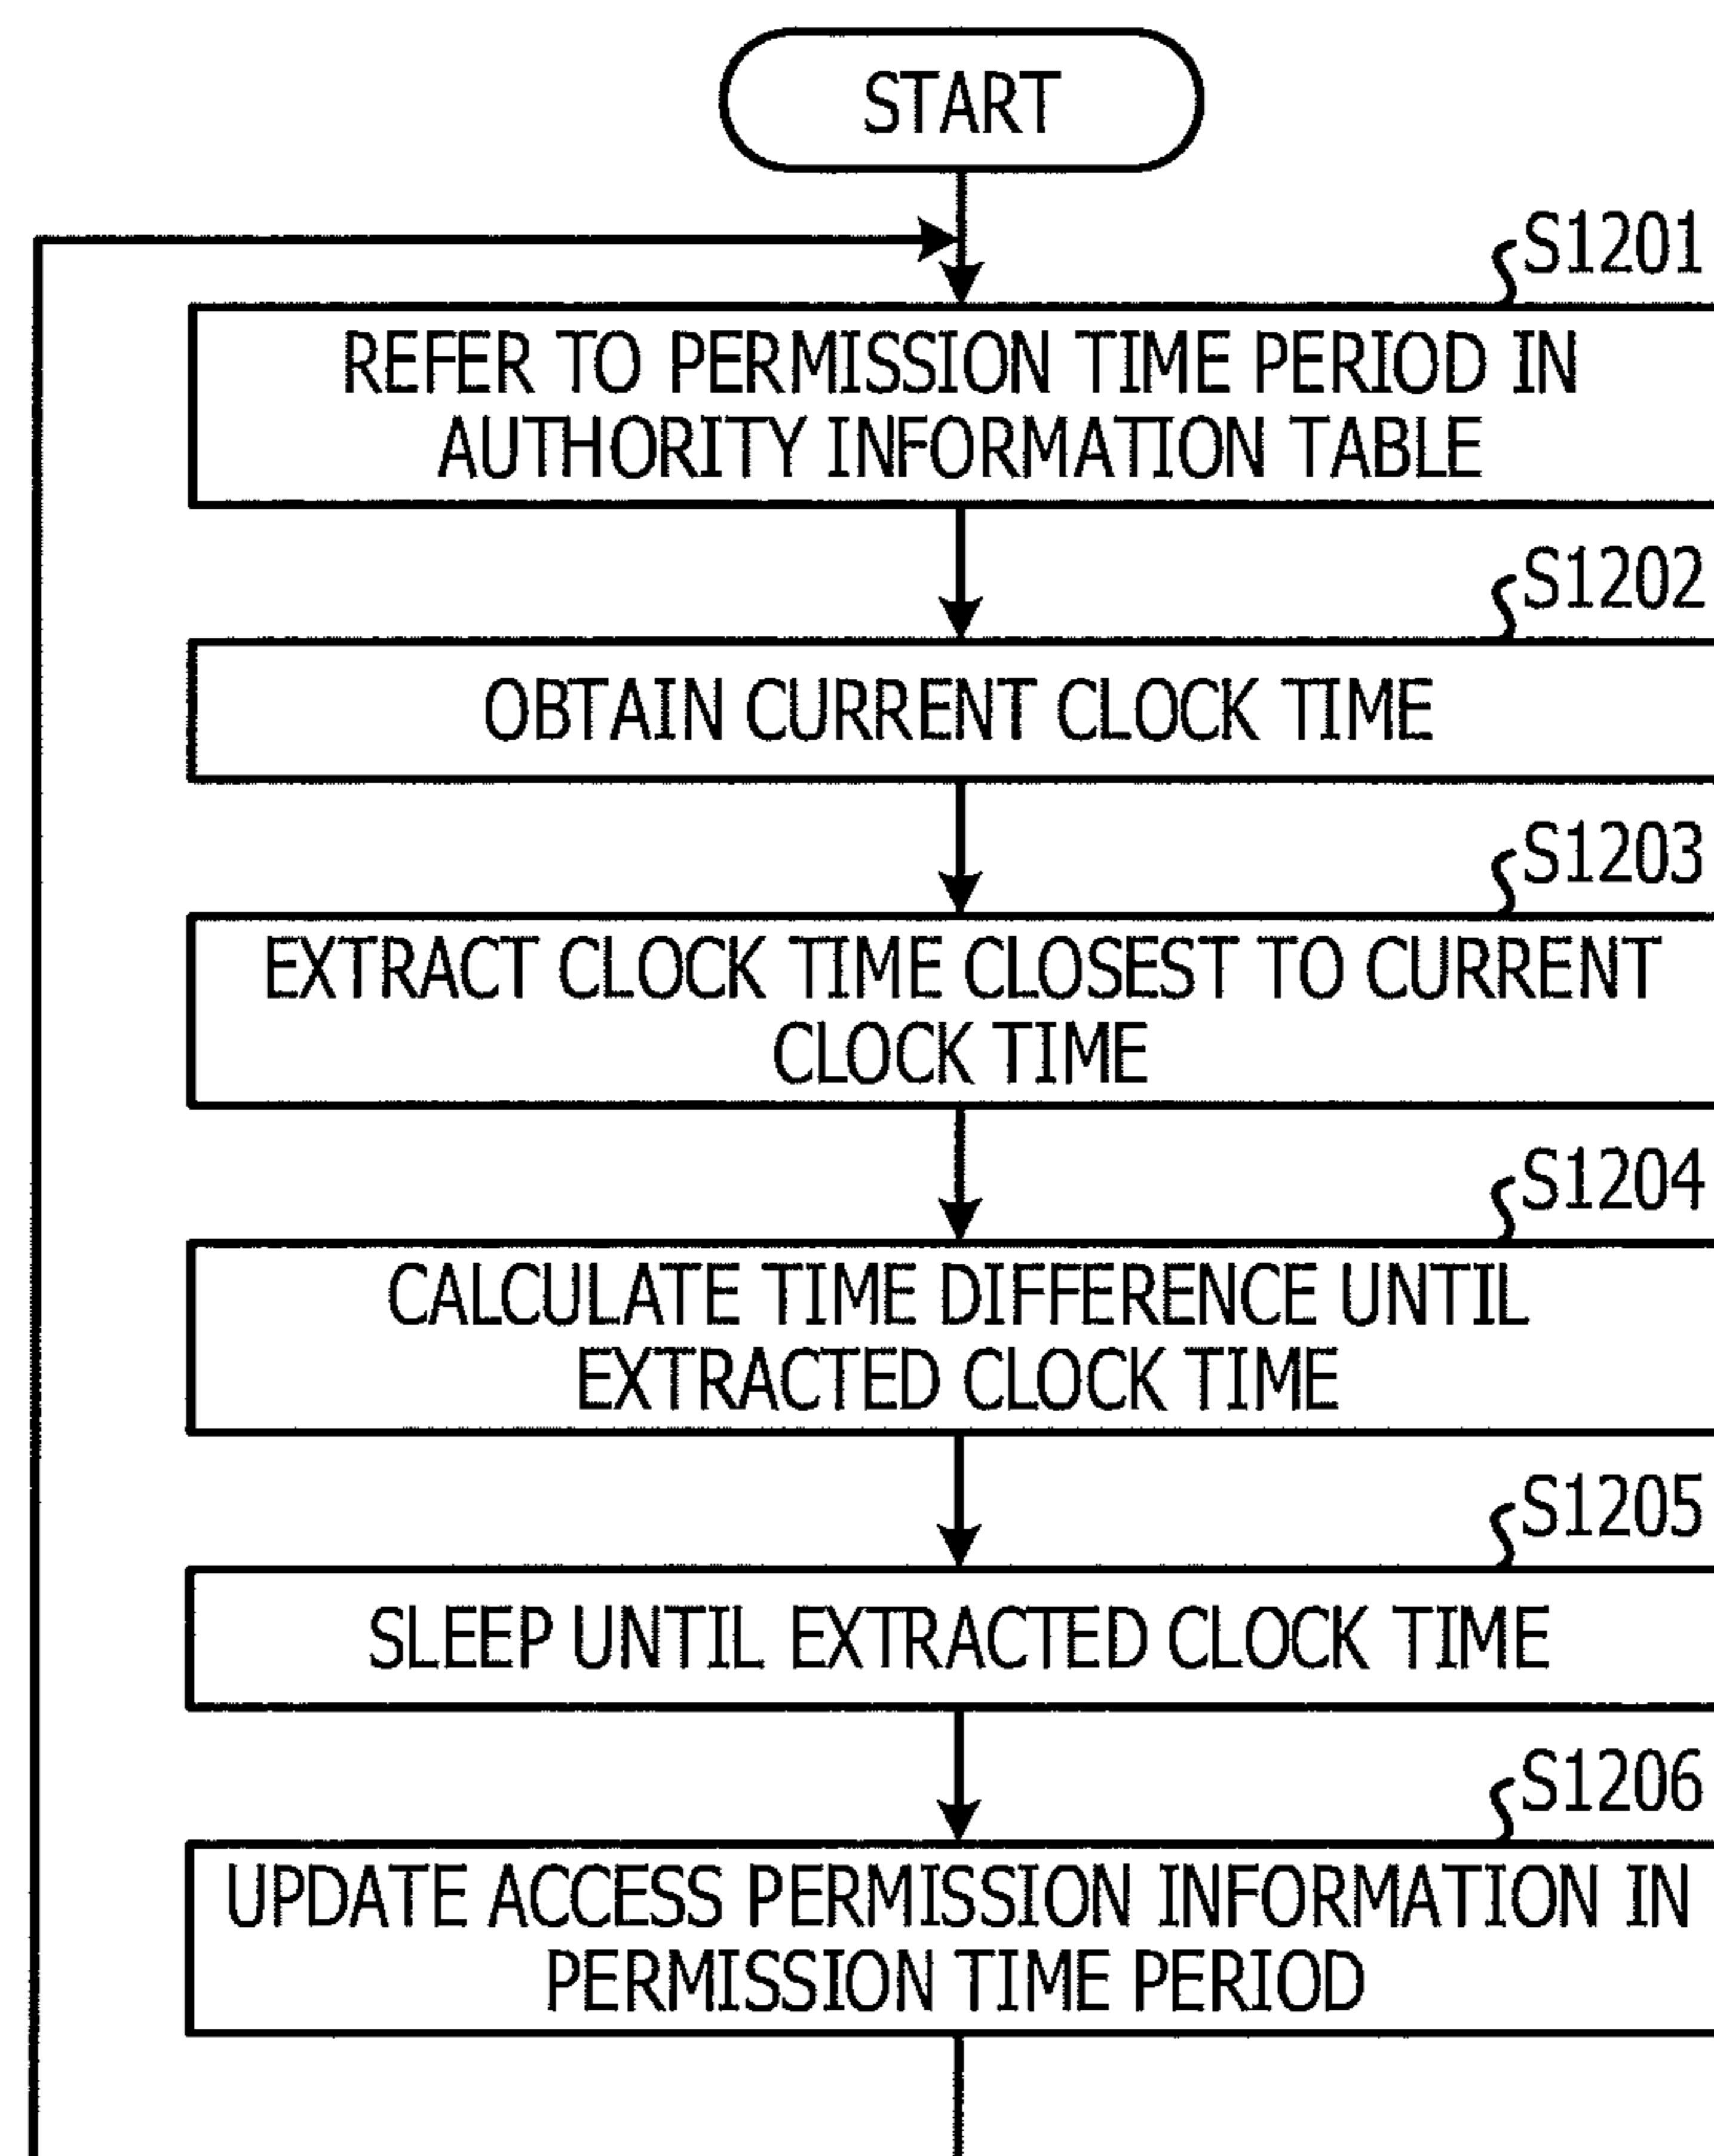 START
S1201
REFER TO PERMISSION TIME PERIOD IN
AUTHORITY INFORMATION TABLE
S1202
OBTAIN CURRENT CLOCK TIME
S1203
EXTRACT CLOCK TIME CLOSEST TO CURRENT
CLOCK TIME
S1204
CALCULATE TIME DIFFERENCE UNTIL
EXTRACTED CLOCK TIME
S1205
SLEEP UNTIL EXTRACTED CLOCK TIME
S1206
UPDATE ACCESS PERMISSION INFORMATION IN
PERMISSION TIME PERIOD